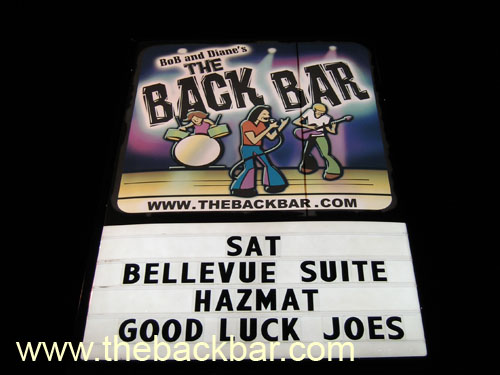 BoB and Diane's
THE
BACK BAR
WWW.THEBACKBAR.COM
SAT
BELLEVUE SUITE
HAZMAT
GOOD LUCK JOES
www.thebackbar.com